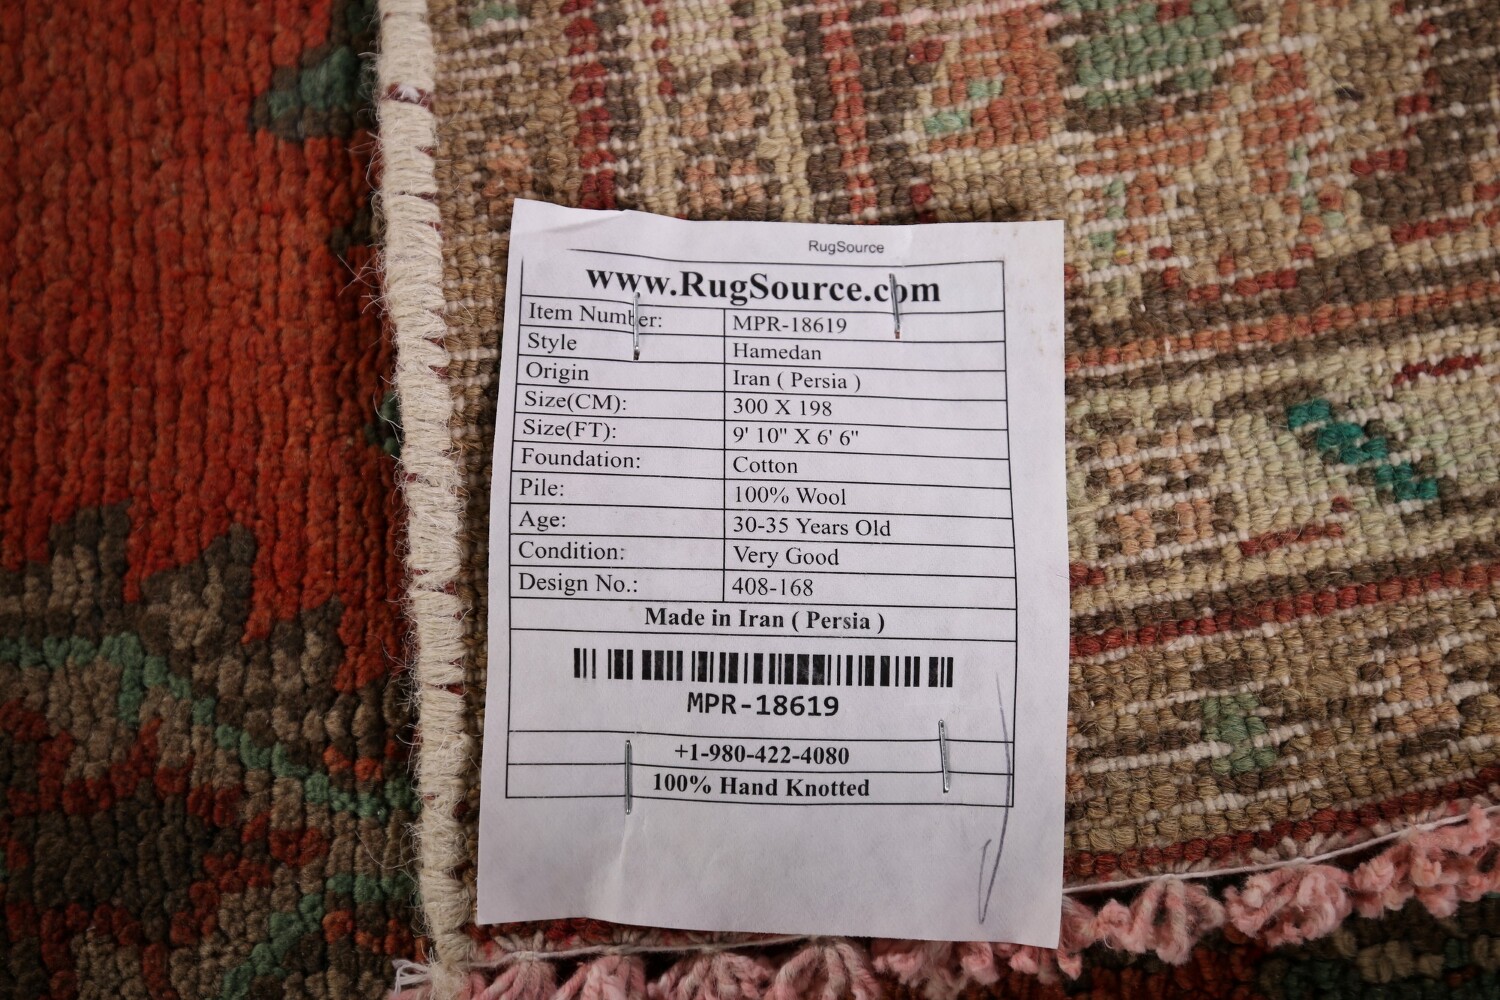 RugSource
www.RugSource.com
Item Number: MPR-18619
Style Hamedan
Origin Iran ( Persia )
Size(CM): 300 X 198
Size(FT): 9' 10" X 6' 6"
Foundation: Cotton
Pile: 100% Wool
Age: 30-35 Years Old
Condition: Very Good
Design No.: 408-168
Made in Iran ( Persia )
MPR-18619
+1-980-422-4080
100% Hand Knotted